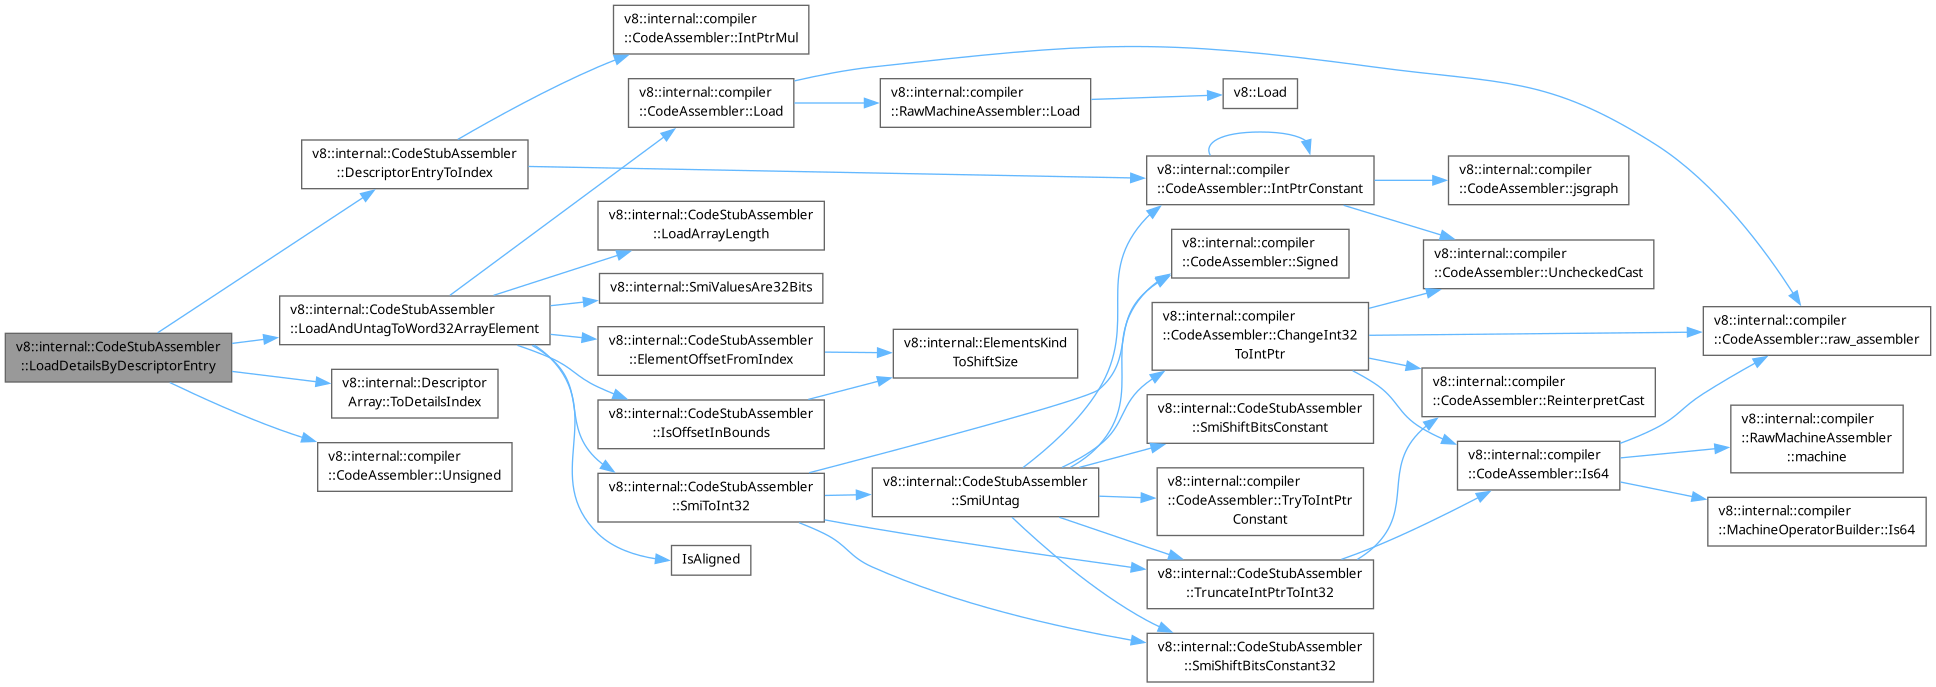 v8::internal::CodeStubAssembler
::LoadDetailsByDescriptorEntry
v8::internal::CodeStubAssembler
::DescriptorEntryToIndex
v8::internal::CodeStubAssembler
::LoadAndUntagToWord32ArrayElement
v8::internal::Descriptor
Array::ToDetailsIndex
v8::internal::compiler
::CodeAssembler::Unsigned
v8::internal::compiler
::CodeAssembler::IntPtrMul
v8::internal::compiler
::CodeAssembler::Load
v8::internal::CodeStubAssembler
::LoadArrayLength
v8::internal::SmiValuesAre32Bits
v8::internal::CodeStubAssembler
::ElementOffsetFromIndex
v8::internal::CodeStubAssembler
::IsOffsetInBounds
v8::internal::CodeStubAssembler
::SmiToInt32
IsAligned
v8::internal::compiler
::RawMachineAssembler::Load
v8::internal::ElementsKind
ToShiftSize
v8::internal::CodeStubAssembler
::SmiUntag
v8::Load
v8::internal::compiler
::CodeAssembler::IntPtrConstant
v8::internal::compiler
::CodeAssembler::Signed
v8::internal::compiler
::CodeAssembler::ChangeInt32
ToIntPtr
v8::internal::CodeStubAssembler
::SmiShiftBitsConstant
v8::internal::compiler
::CodeAssembler::TryToIntPtr
Constant
v8::internal::CodeStubAssembler
::TruncateIntPtrToInt32
v8::internal::CodeStubAssembler
::SmiShiftBitsConstant32
v8::internal::compiler
::CodeAssembler::jsgraph
v8::internal::compiler
::CodeAssembler::UncheckedCast
v8::internal::compiler
::CodeAssembler::ReinterpretCast
v8::internal::compiler
::CodeAssembler::Is64
v8::internal::compiler
::CodeAssembler::raw_assembler
v8::internal::compiler
::RawMachineAssembler
::machine
v8::internal::compiler
::MachineOperatorBuilder::Is64